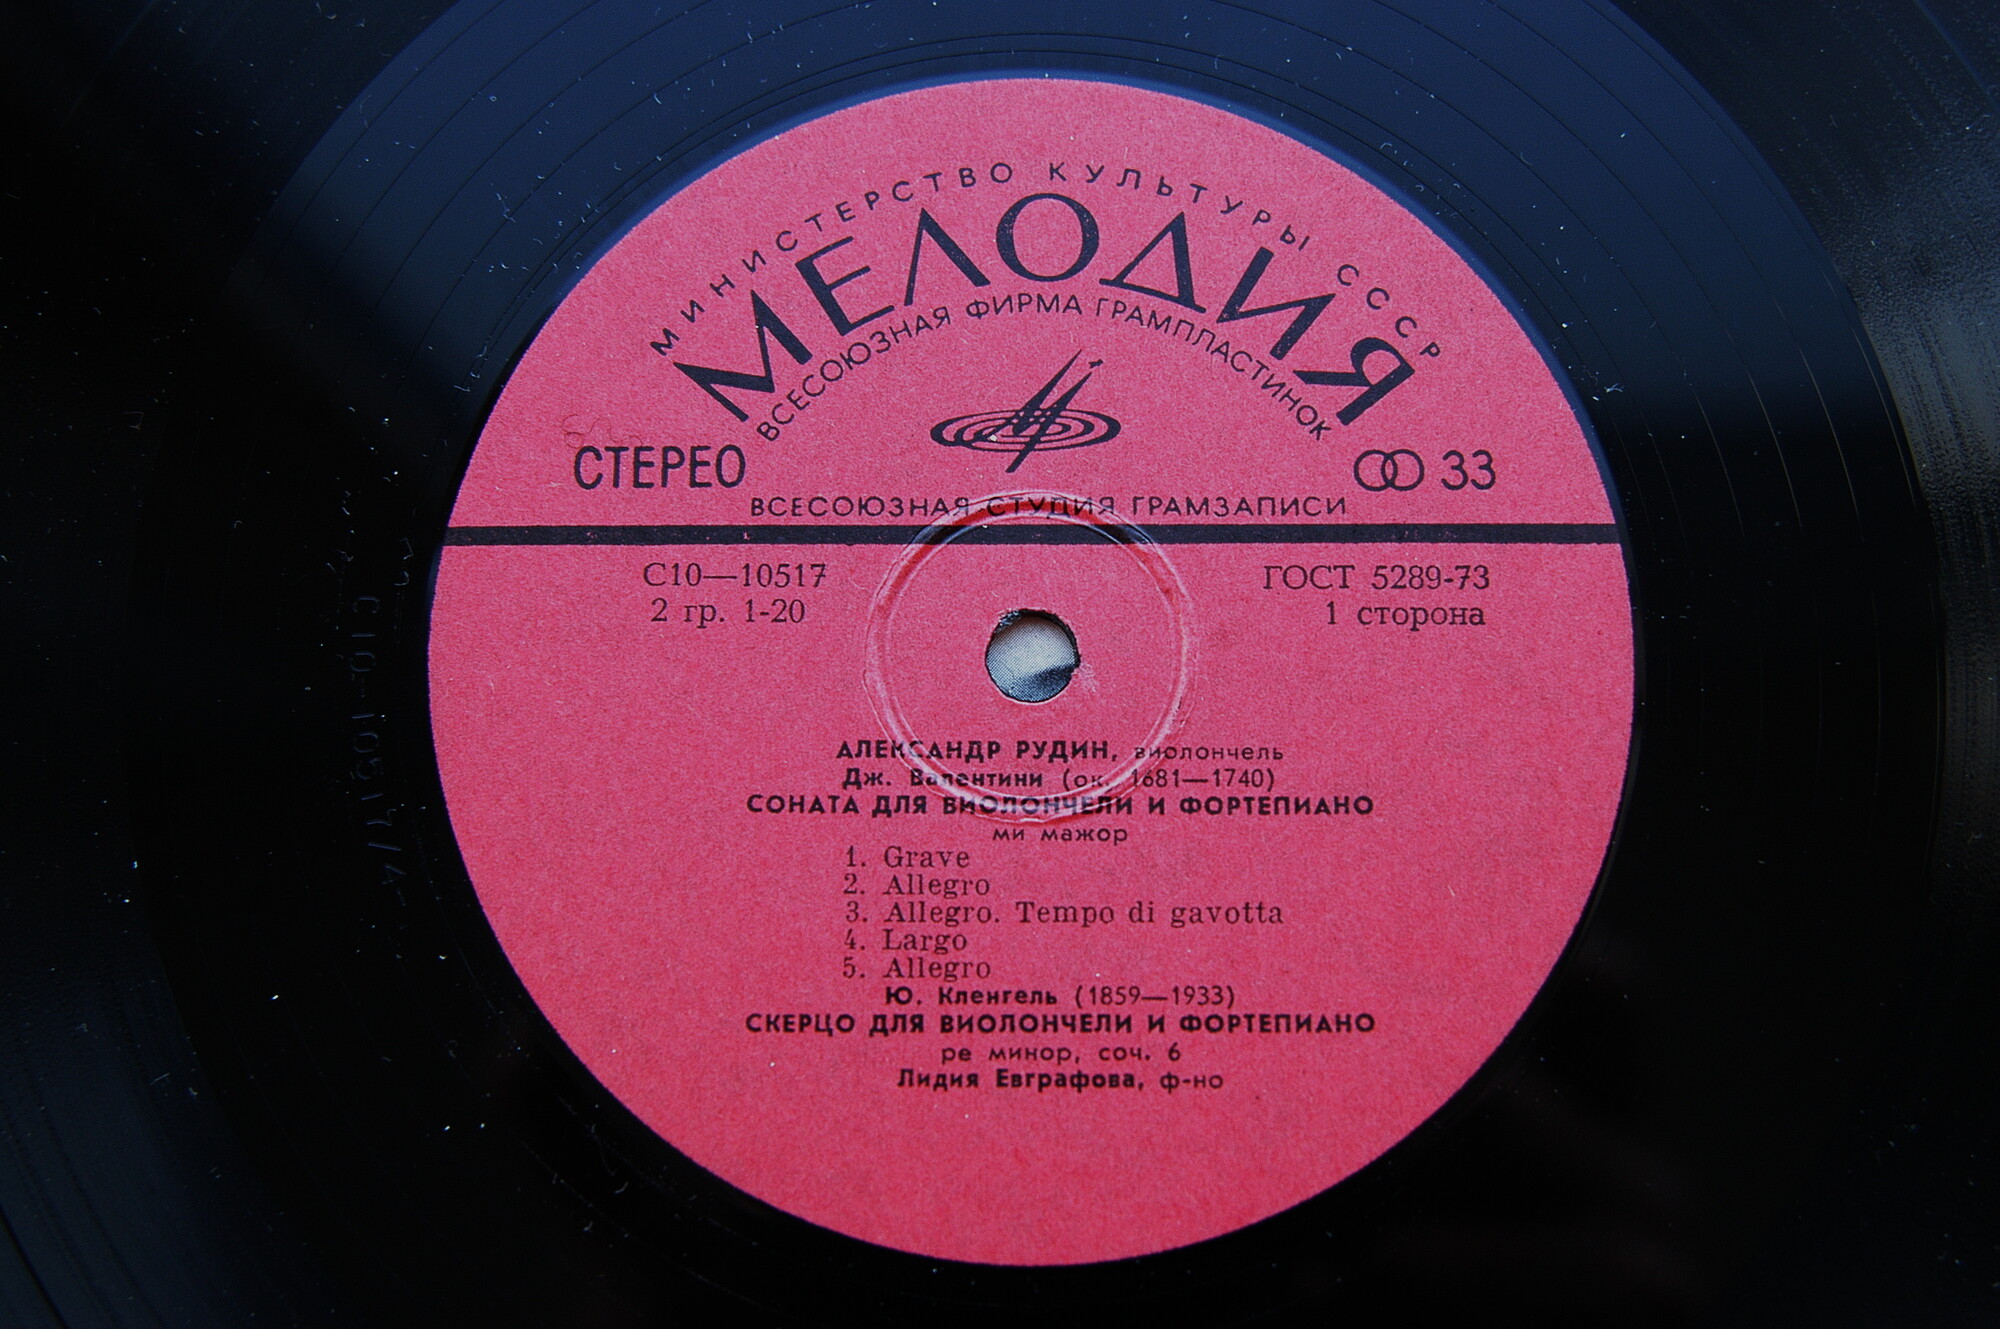 МИНИСТЕРСТВО КУЛЬТУРЫ СССР
МЕЛОДИЯ
ВСЕСОЮЗНАЯ ФИРМА ГРАМПЛАСТИНОК
СТЕРЕО
33
ВСЕСОЮЗНАЯ СТУДИЯ ГРАМЗАПИСИ
С10—10517
ГОСТ 5289-73
2 гр. 1-20
1 сторона
АЛЕКСАНДР РУДИН, виолончель
Дж. Валентини (ок. 1681—1740)
СОНАТА ДЛЯ ВИОЛОНЧЕЛИ И ФОРТЕПИАНО
ми мажор
1. Grave
2. Allegro
3. Allegro. Tempo di gavotta
4. Largo
5. Allegro
Ю. Кленгель (1859—1933)
СКЕРЦО ДЛЯ ВИОЛОНЧЕЛИ И ФОРТЕПИАНО
ре минор, соч. 6
Лидия Евграфова, ф-но